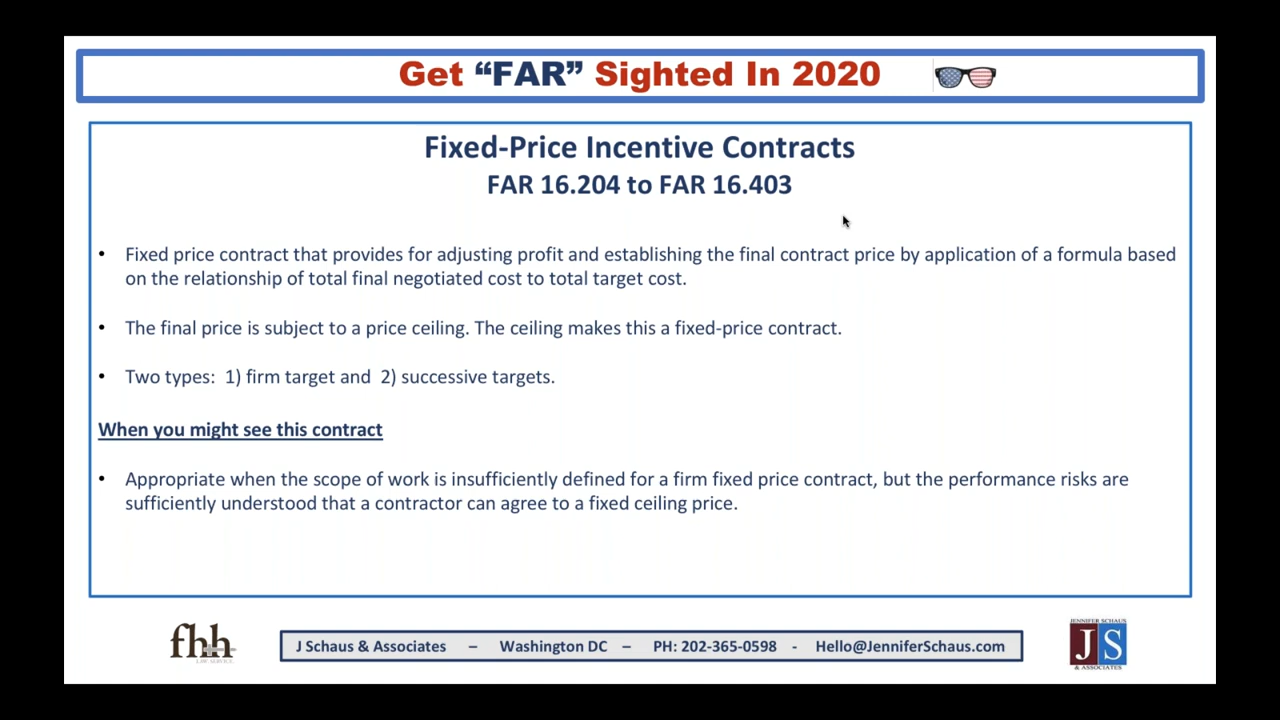 Get “FAR” Sighted In 2020
Fixed-Price Incentive Contracts
FAR 16.204 to FAR 16.403
• Fixed price contract that provides for adjusting profit and establishing the final contract price by application of a formula based
on the relationship of total final negotiated cost to total target cost.
• The final price is subject to a price ceiling. The ceiling makes this a fixed-price contract.
• Two types:  1) firm target and  2) successive targets.
When you might see this contract
• Appropriate when the scope of work is insufficiently defined for a firm fixed price contract, but the performance risks are
sufficiently understood that a contractor can agree to a fixed ceiling price.
fhh
LAW SERVICE
J Schaus & Associates – Washington DC – PH: 202-365-0598 - Hello@JenniferSchaus.com
JENNIFER SCHAUS
JS
& ASSOCIATES